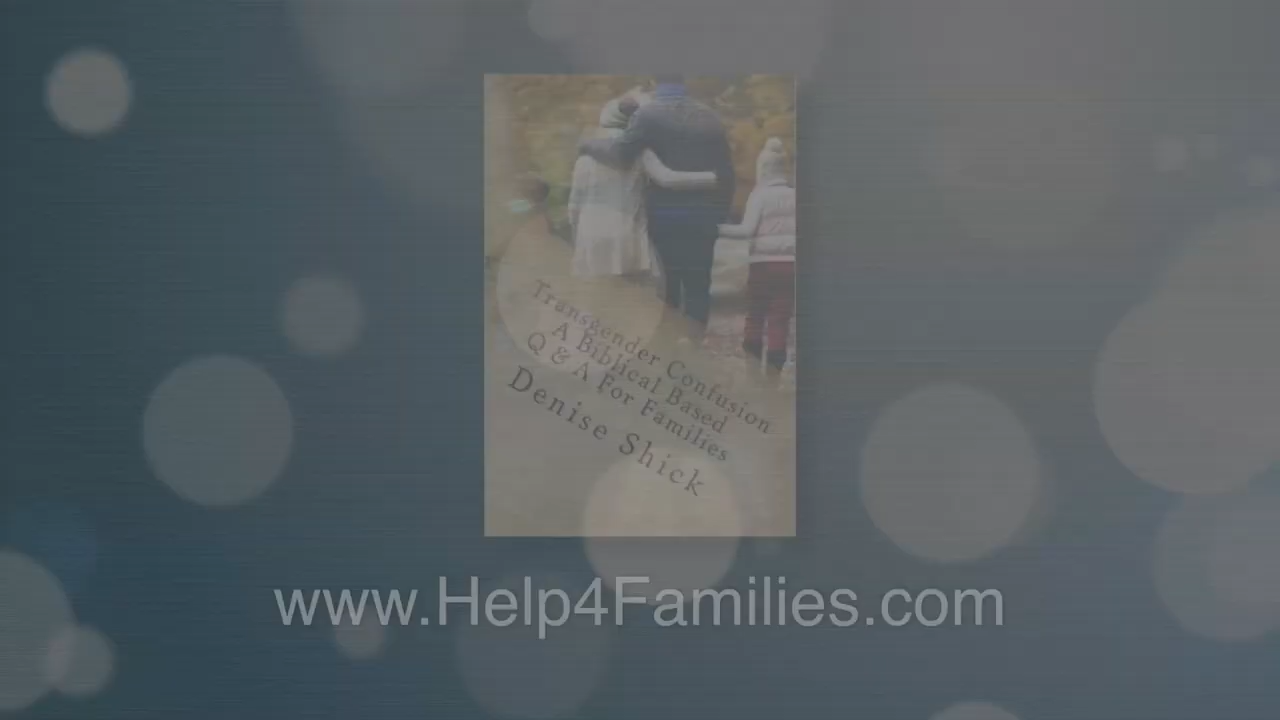 Transgender Confusion
A Biblical Based
Q & A For Families
Denise Shick
www.Help4Families.com